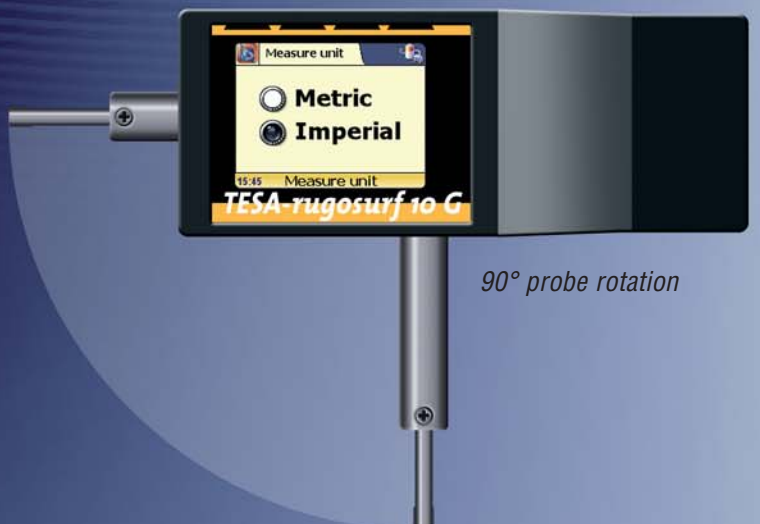 Measure unit
Metric
Imperial
15:45 Measure unit
TESA-rugosurf 10 G
90° probe rotation